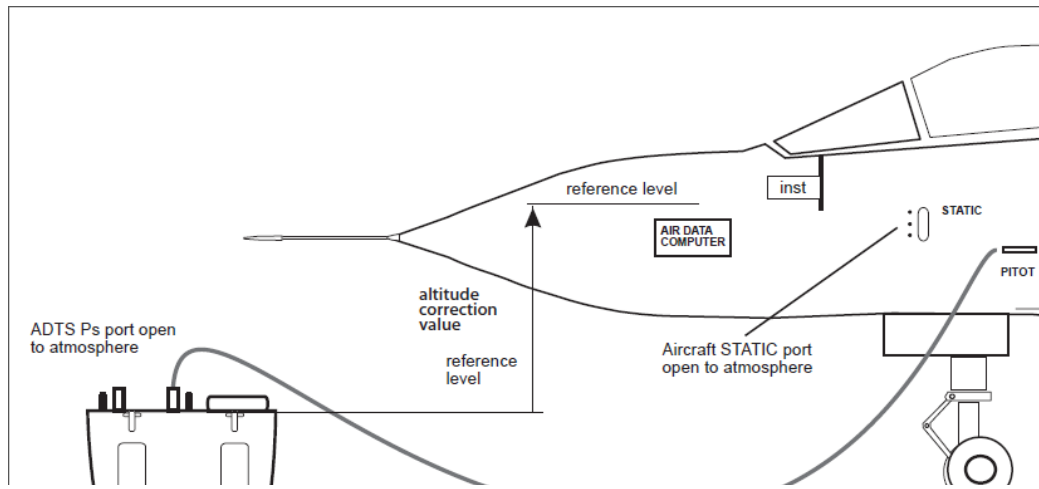 reference level
inst
STATIC
AIR DATA
COMPUTER
PITOT
altitude
correction
value
ADTS Ps port open
to atmosphere
reference
level
Aircraft STATIC port
open to atmosphere